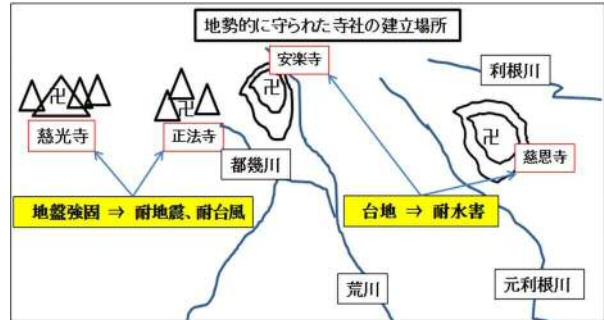 地勢的に守られた寺社の建立場所
安楽寺
利根川
卍
卍
卍
卍
慈光寺
正法寺
慈恩寺
都幾川
地盤強固 ⇒ 耐地震、耐台風
台地 ⇒ 耐水害
荒川
元利根川